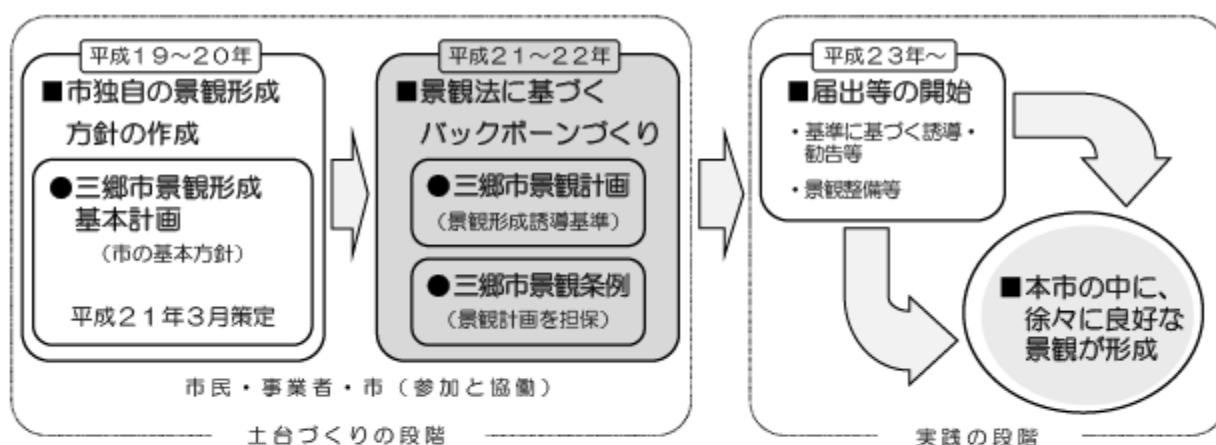 平成19～20年
■市独自の景観形成
方針の作成
●三郷市景観形成
基本計画
（市の基本方針）
平成21年3月策定
平成21～22年
■景観法に基づく
バックボーンづくり
●三郷市景観計画
（景観形成誘導基準）
●三郷市景観条例
（景観計画を担保）
市民・事業者・市（参加と協働）
土台づくりの段階
平成23年～
■届出等の開始
・基準に基づく誘導・
勧告等
・景観整備等
■本市の中に、
徐々に良好な
景観が形成
実践の段階